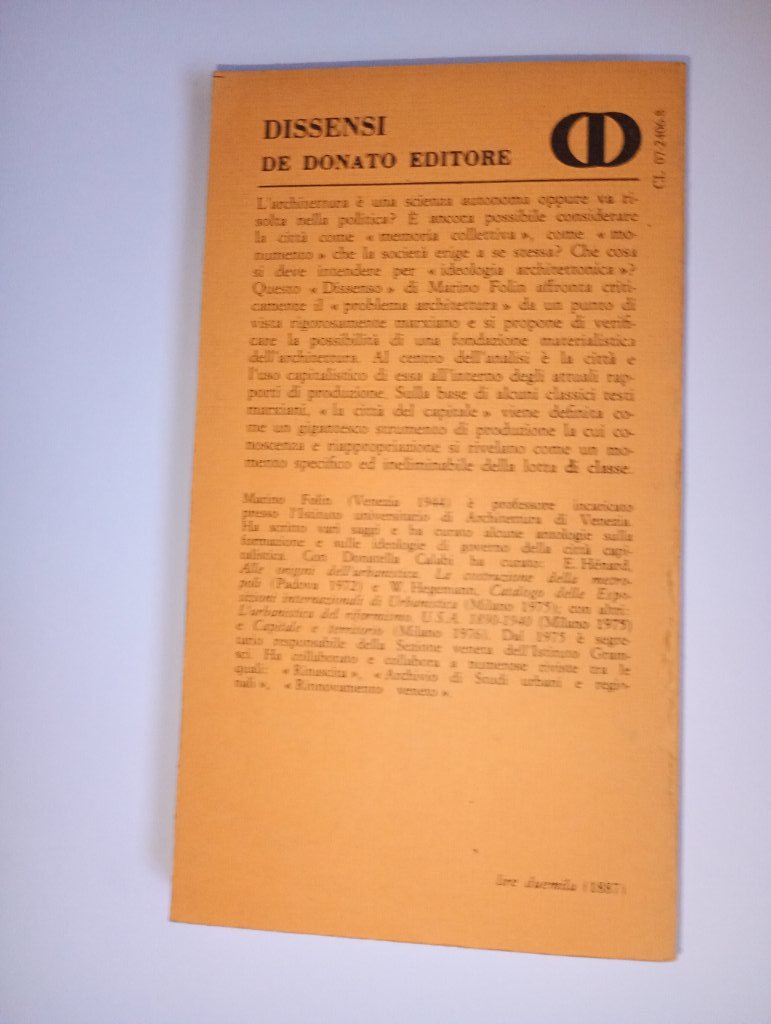 DISSENSI
DE DONATO EDITORE
CL 07-2406-8
L'architettura è una scienza autonoma oppure va ri-
solta nella politica? È ancora possibile considerare
la città come « memoria collettiva », come « mo-
numento » che la società erige a se stessa? Che cosa
si deve intendere per « ideologia architettonica »?
Questo « Dissenso » di Marino Folin affronta criti-
camente il « problema architettura » da un punto di
vista rigorosamente marxiano e si propone di verifi-
care la possibilità di una fondazione materialistica
dell'architettura. Al centro dell'analisi è la città e
l'uso capitalistico di essa all'interno degli attuali rap-
porti di produzione. Sulla base di alcuni classici testi
marxiani, « la città del capitale » viene definita co-
me un gigantesco strumento di produzione la cui co-
noscenza e riappropriazione si rivelano come un mo-
mento specifico ed ineliminabile della lotta di classe.
Marino Folin (Venezia 1944) è professore incaricato
presso l'Istituto universitario di Architettura di Venezia.
Ha scritto vari saggi e ha curato alcune antologie sulla
formazione e sulle ideologie di governo della città capi-
talistica. Con Donatella Calabi ha curato: E. Hénard,
Alle origini dell'urbanistica. La costruzione della metro-
poli (Padova 1972) e W. Hegemann, Catalogo delle Espo-
sizioni internazionali di Urbanistica (Milano 1975); con altri:
L'urbanistica del riformismo. U.S.A. 1890-1940 (Milano 1975)
e Capitale e territorio (Milano 1976). Dal 1975 è segre-
tario responsabile della Sezione veneta dell'Istituto Gram-
sci. Ha collaborato e collabora a numerose riviste tra le
quali: « Rinascita », « Archivio di Studi urbani e regio-
nali », « Rinnovamento veneto ».
lire duemila (1887)